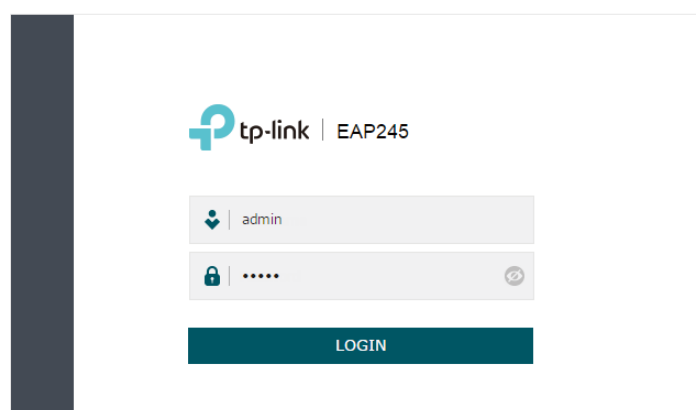 tp-link | EAP245
admin
•••••
LOGIN